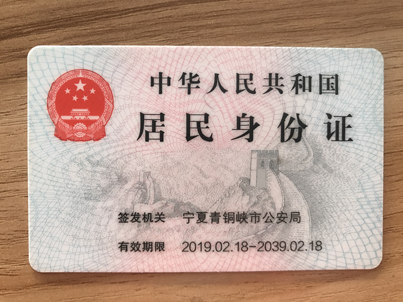 中华人民共和国
居民身份证
签发机关 宁夏青铜峡市公安局
有效期限 2019.02.18-2039.02.18